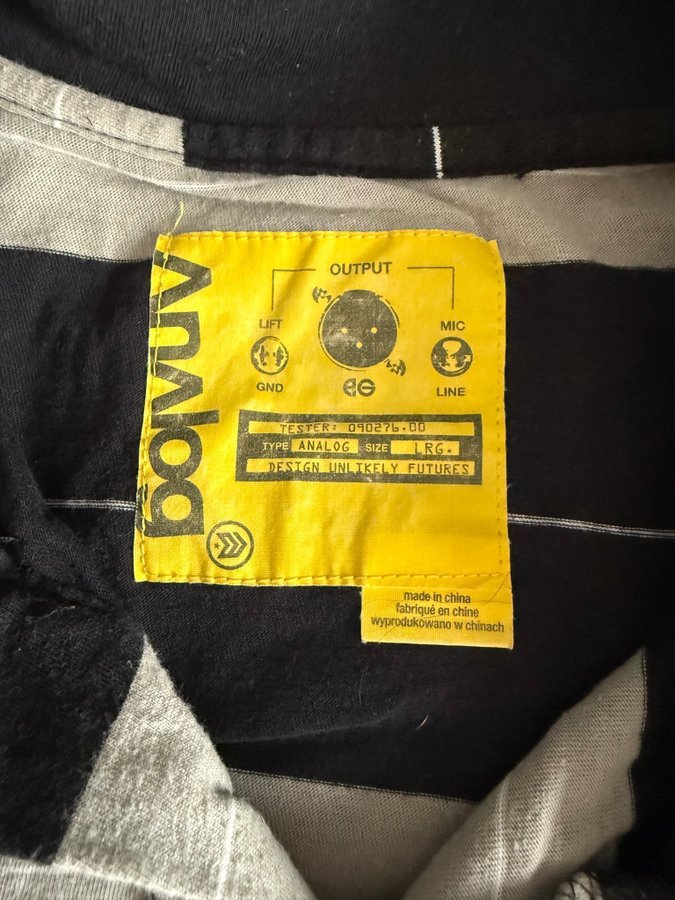 OUTPUT
LIFT
MIC
GND
LINE
analog
TESTER: 090276.00
TYPE ANALOG SIZE LRG.
DESIGN UNLIKELY FUTURES
made in china
fabriqué en chine
wyprodukowano w chinach